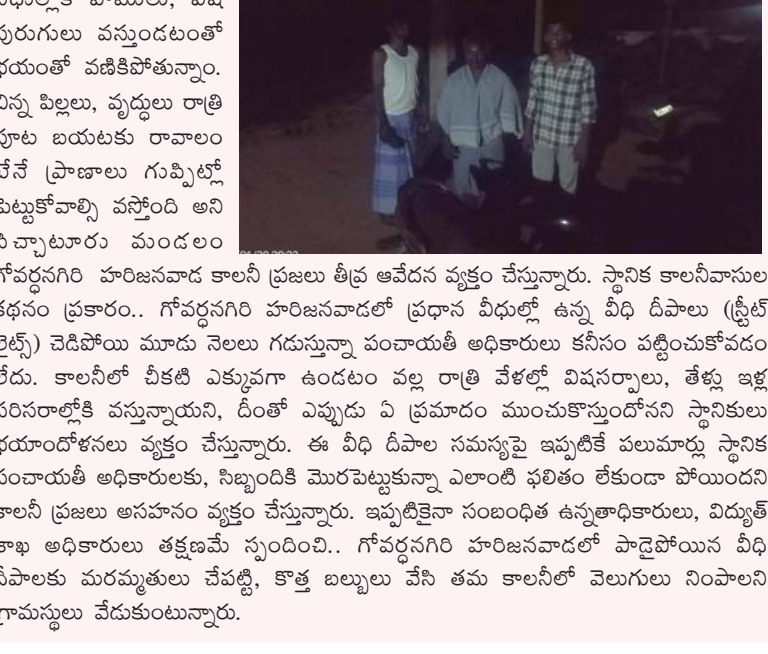 పురుగులు వస్తుండటంతో
భయంతో వణికిపోతున్నాం.
చిన్న పిల్లలు, వృద్ధులు రాత్రి
పూట బయటకు రావాలం
టేనే ప్రాణాలు గుప్పిట్లో
పెట్టుకోవాల్సి వస్తోంది అని
పిచ్చాటూరు మండలం
గోవర్ధనగిరి హరిజనవాడ కాలనీ ప్రజలు తీవ్ర ఆవేదన వ్యక్తం చేస్తున్నారు. స్థానిక కాలనీవాసుల
కథనం ప్రకారం.. గోవర్ధనగిరి హరిజనవాడలో ప్రధాన వీధుల్లో ఉన్న వీధి దీపాలు (స్ట్రీట్
లైట్స్) చెడిపోయి మూడు నెలలు గడుస్తున్నా పంచాయతీ అధికారులు కనీసం పట్టించుకోవడం
లేదు. కాలనీలో చీకటి ఎక్కువగా ఉండటం వల్ల రాత్రి వేళల్లో విషసర్పాలు, తేళ్లు ఇళ్ల
పరిసరాల్లోకి వస్తున్నాయని, దీంతో ఎప్పుడు ఏ ప్రమాదం ముంచుకొస్తుందోనని స్థానికులు
భయాందోళనలు వ్యక్తం చేస్తున్నారు. ఈ వీధి దీపాల సమస్యపై ఇప్పటికే పలుమార్లు స్థానిక
పంచాయతీ అధికారులకు, సిబ్బందికి మొరపెట్టుకున్నా ఎలాంటి ఫలితం లేకుండా పోయిందని
కాలనీ ప్రజలు అసహనం వ్యక్తం చేస్తున్నారు. ఇప్పటికైనా సంబంధిత ఉన్నతాధికారులు, విద్యుత్
శాఖ అధికారులు తక్షణమే స్పందించి.. గోవర్ధనగిరి హరిజనవాడలో పాడైపోయిన వీధి
దీపాలకు మరమ్మతులు చేపట్టి, కొత్త బల్బులు వేసి తమ కాలనీలో వెలుగులు నింపాలని
గ్రామస్థులు వేడుకుంటున్నారు.